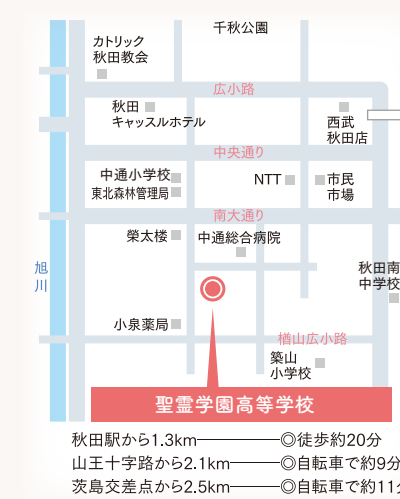 千秋公園
カトリック
秋田教会
広小路
秋田
キャッスルホテル
西武
秋田店
中央通り
中通小学校
東北森林管理局
NTT
市民
市場
南大通り
榮太楼
中通総合病院
旭
川
秋田南
中学校
小泉薬局
楢山広小路
築山
小学校
聖霊学園高等学校
秋田駅から1.3km―――◎徒歩約20分
山王十字路から2.1km――◎自転車で約9分
茨島交差点から2.5km――◎自転車で約11分